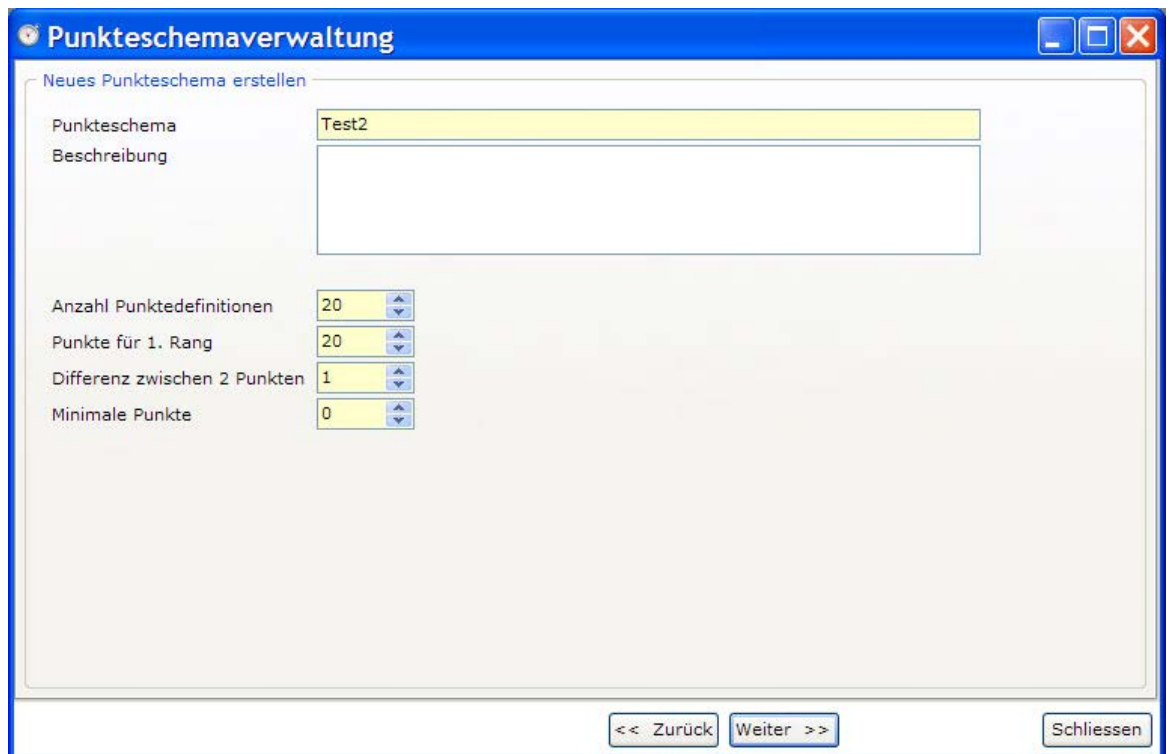 Punkteschemaverwaltung
Neues Punkteschema erstellen
Punkteschema Test2
Beschreibung
Anzahl Punktedefinitionen 20
Punkte für 1. Rang 20
Differenz zwischen 2 Punkten 1
Minimale Punkte 0
<< Zurück Weiter >> Schliessen